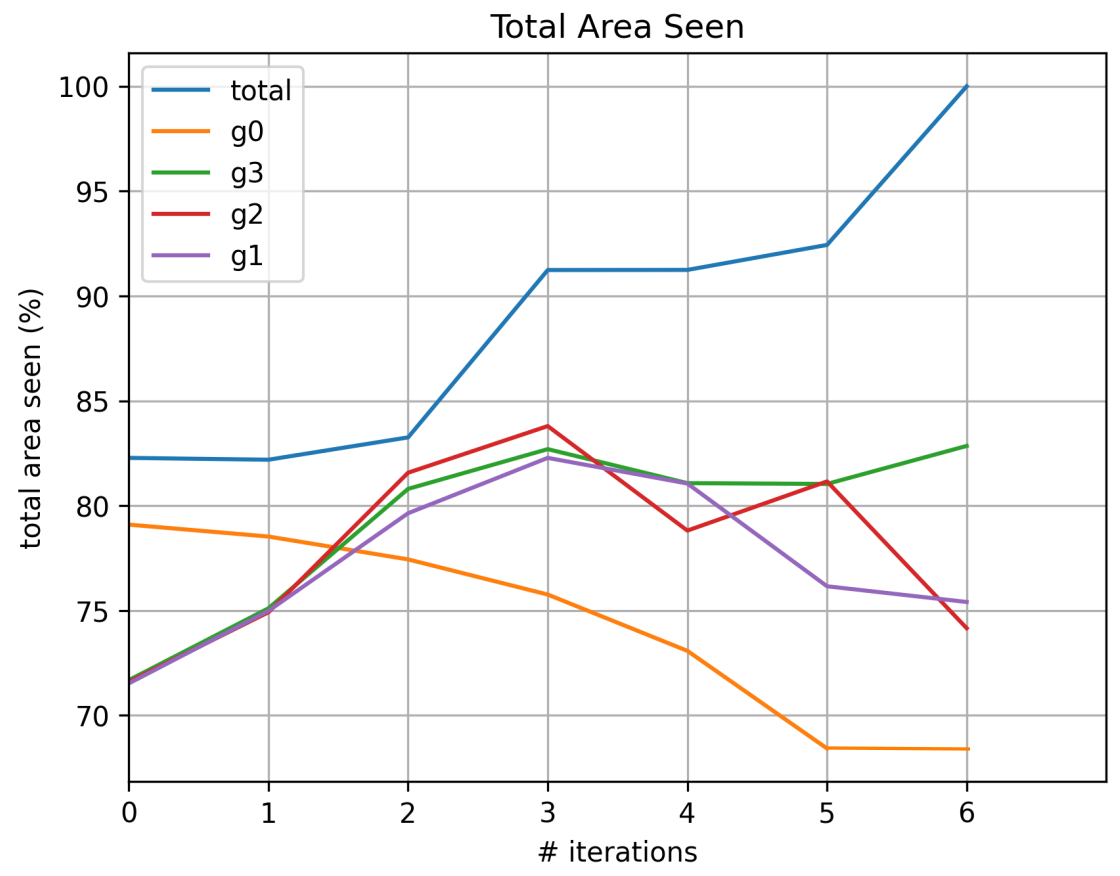 Total Area Seen
total
g0
g3
g2
g1
total area seen (%)
100
95
90
85
80
75
70
0 1 2 3 4 5 6
# iterations